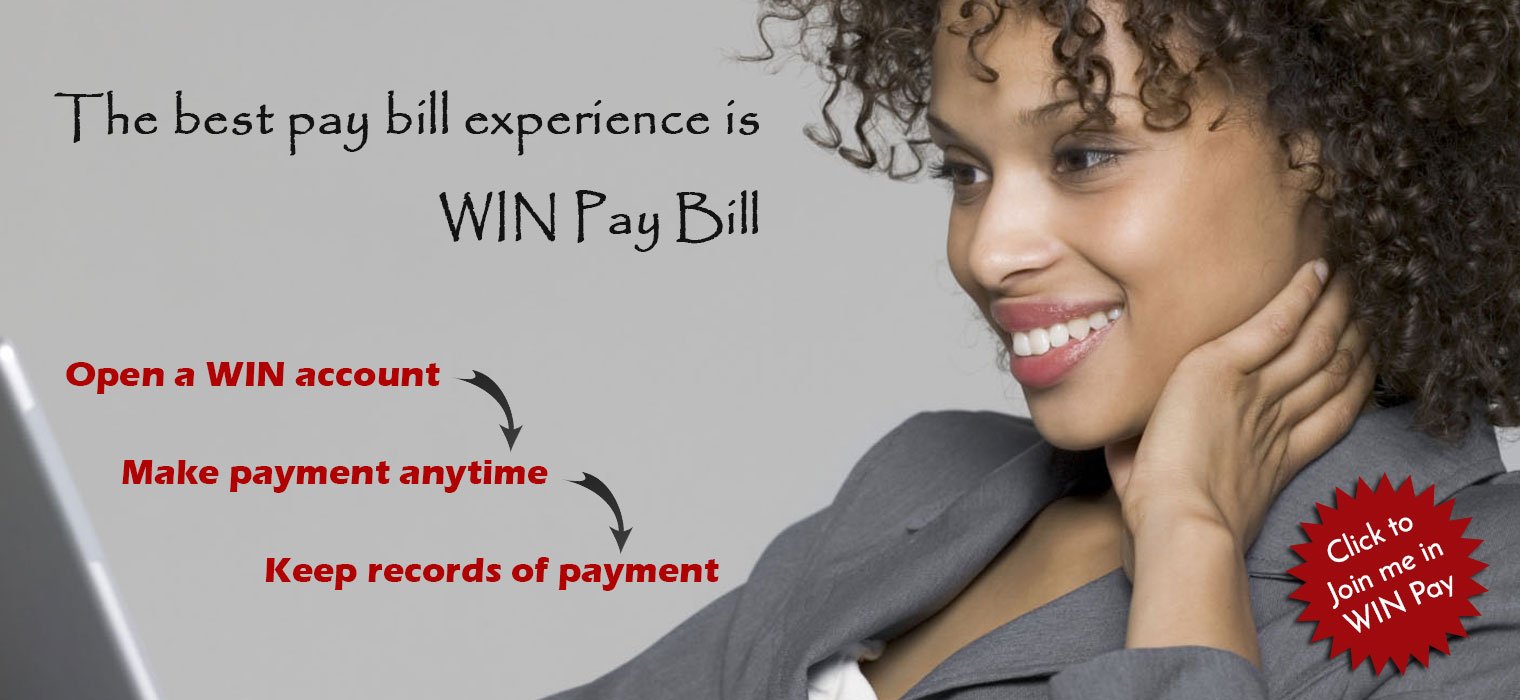 The best pay bill experience is
WIN Pay Bill
Open a WIN account
Make payment anytime
Keep records of payment
Click to
Join me in
WIN Pay